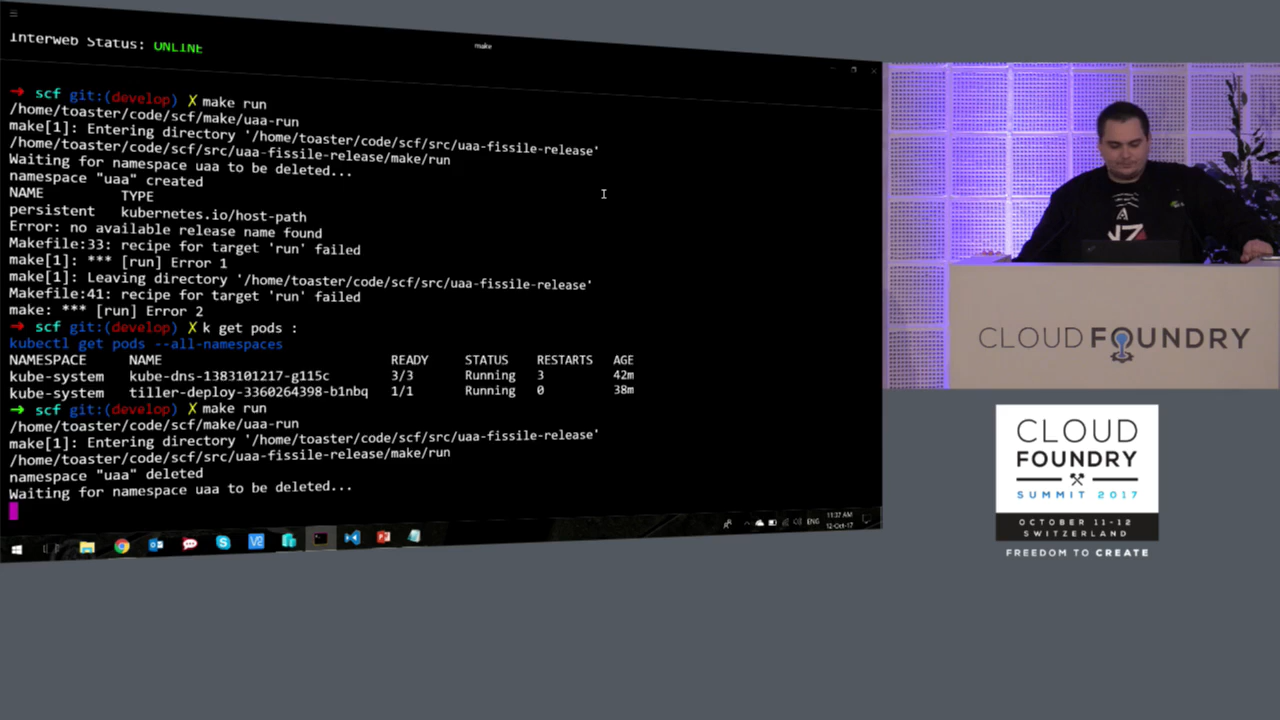 Interweb Status: ONLINE
make
➜ scf git:(develop) ✗ make run
/home/toaster/code/scf/make/uaa-run
make[1]: Entering directory '/home/toaster/code/scf/src/uaa-fissile-release'
/home/toaster/code/scf/src/uaa-fissile-release/make/run
Waiting for namespace uaa to be deleted...
namespace "uaa" created
NAME TYPE
persistent kubernetes.io/host-path
Error: no available release name found
Makefile:33: recipe for target 'run' failed
make[1]: *** [run] Error 1
make[1]: Leaving directory '/home/toaster/code/scf/src/uaa-fissile-release'
Makefile:41: recipe for target 'run' failed
make: *** [run] Error 2
➜ scf git:(develop) ✗ k get pods :
kubectl get pods --all-namespaces
NAMESPACE NAME READY STATUS RESTARTS AGE
kube-system kube-dns-1383101217-g115c 3/3 Running 3 42m
kube-system tiller-deploy-3360264398-b1nbq 1/1 Running 0 38m
➜ scf git:(develop) ✗ make run
/home/toaster/code/scf/make/uaa-run
make[1]: Entering directory '/home/toaster/code/scf/src/uaa-fissile-release'
/home/toaster/code/scf/src/uaa-fissile-release/make/run
namespace "uaa" deleted
Waiting for namespace uaa to be deleted...
ENG
11:37 AM
12-Oct-17
CLOUD FOUNDRY
CLOUD
FOUNDRY
SUMMIT 2017
OCTOBER 11-12
SWITZERLAND
FREEDOM TO CREATE